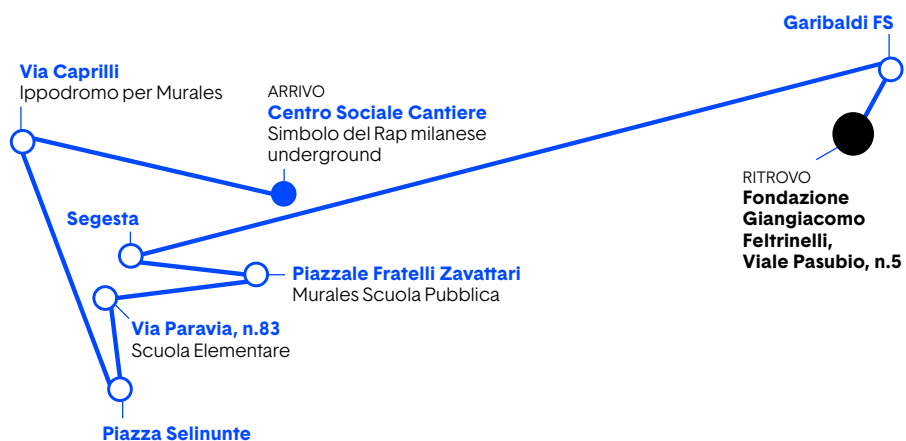 Garibaldi FS
Via Caprilli
Ippodromo per Murales
ARRIVO
Centro Sociale Cantiere
Simbolo del Rap milanese
underground
RITROVO
Fondazione
Giangiacomo
Feltrinelli,
Viale Pasubio, n.5
Segesta
Piazzale Fratelli Zavattari
Murales Scuola Pubblica
Via Paravia, n.83
Scuola Elementare
Piazza Selinunte